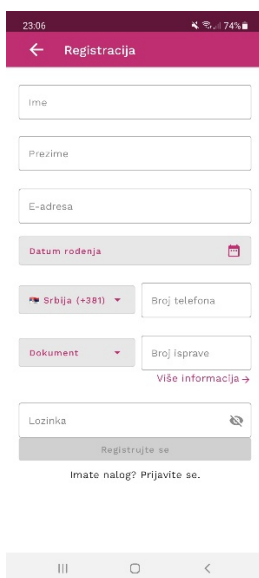 23:06 74%
Registracija
Ime
Prezime
E-adresa
Datum rođenja
Srbija (+381) Broj telefona
Dokument Broj isprave
Više informacija →
Lozinka
Registrujte se
Imate nalog? Prijavite se.